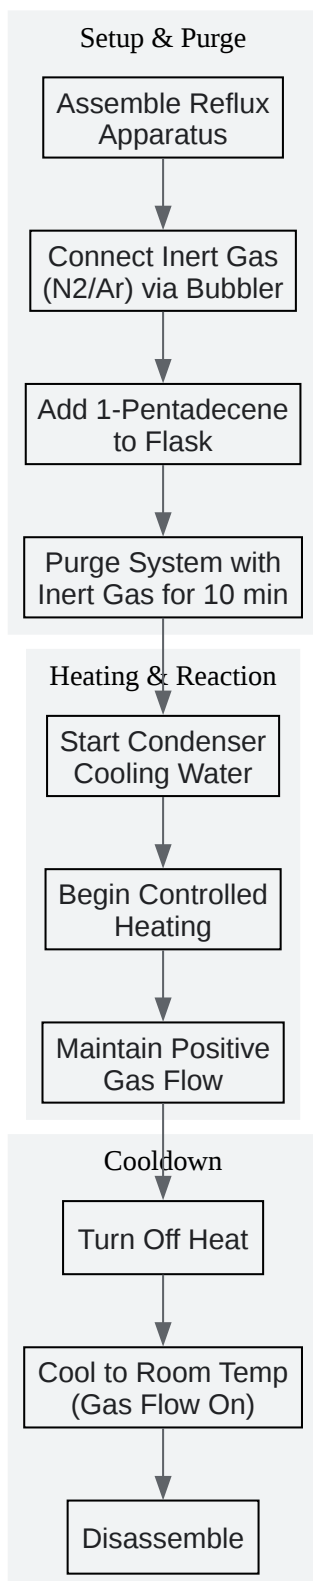 Setup & Purge
Assemble Reflux
Apparatus
Connect Inert Gas
(N2/Ar) via Bubbler
Add 1-Pentadecene
to Flask
Purge System with
Inert Gas for 10 min
Heating & Reaction
Start Condenser
Cooling Water
Begin Controlled
Heating
Maintain Positive
Gas Flow
Cooldown
Turn Off Heat
Cool to Room Temp
(Gas Flow On)
Disassemble